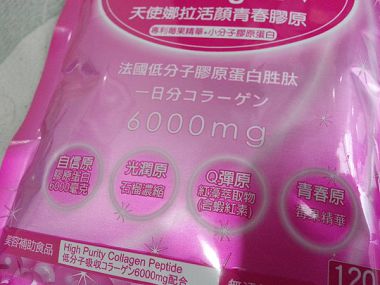 天使娜拉活顏青春膠原
專利莓果精華+小分子膠原蛋白
法國低分子膠原蛋白胜肽
一日分コラーゲン
6000mg
自信原
膠原蛋白
6000毫克
光潤原
石榴濃縮
Q彈原
紅藻萃取物
(白蝦紅素)
青春原
莓果精華
美容補助食品
High Purity Collagen Peptide
低分子吸収コラーゲン6000mg配合
120